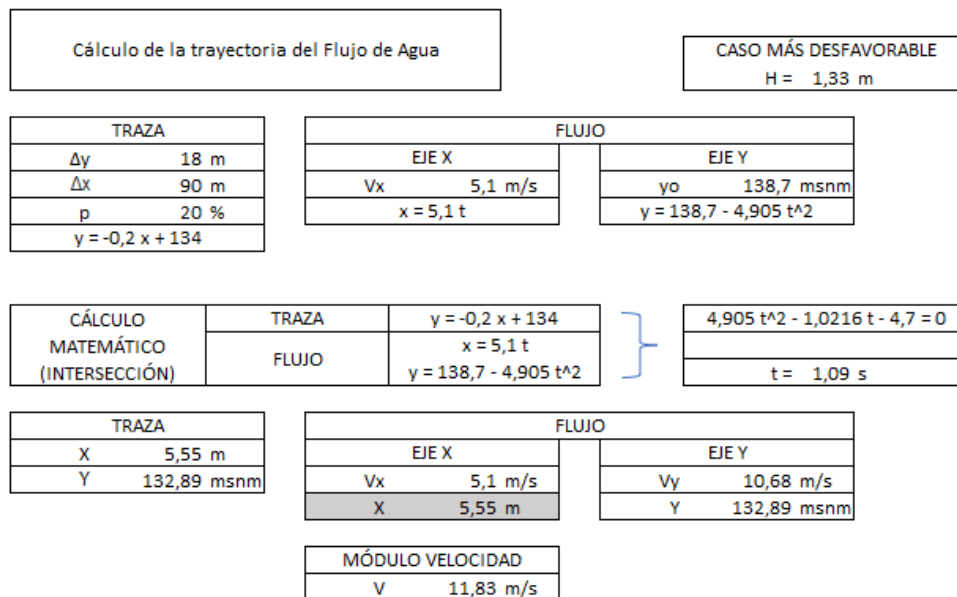 Cálculo de la trayectoria del Flujo de Agua
CASO MÁS DESFAVORABLE
H = 1,33 m
TRAZA
Δy 18 m
Δx 90 m
p 20 %
y = -0,2 x + 134
FLUJO
EJE X
Vx 5,1 m/s
x = 5,1 t
EJE Y
yo 138,7 msnm
y = 138,7 - 4,905 t^2
CÁLCULO
MATEMÁTICO
(INTERSECCIÓN)
TRAZA
y = -0,2 x + 134
FLUJO
x = 5,1 t
y = 138,7 - 4,905 t^2
4,905 t^2 - 1,0216 t - 4,7 = 0
t = 1,09 s
TRAZA
X 5,55 m
Y 132,89 msnm
FLUJO
EJE X
Vx 5,1 m/s
X 5,55 m
EJE Y
Vy 10,68 m/s
Y 132,89 msnm
MÓDULO VELOCIDAD
V 11,83 m/s